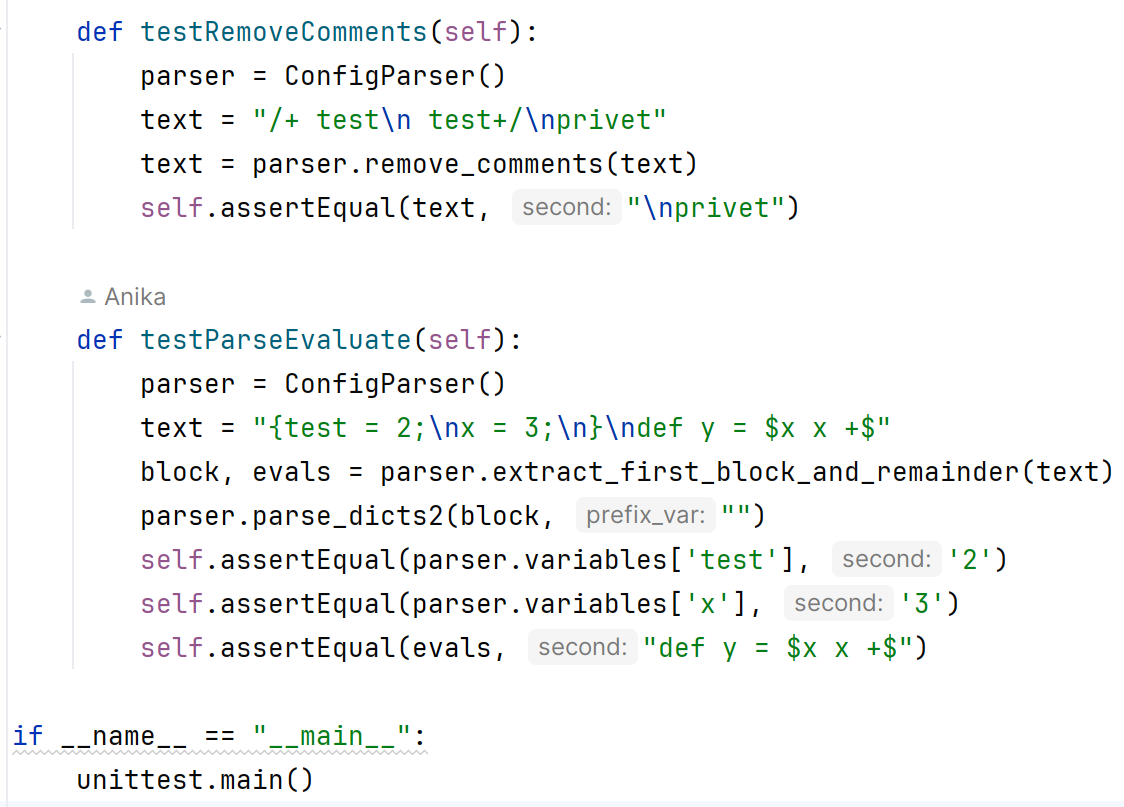 def testRemoveComments(self):
parser = ConfigParser()
text = "/+ test\n test+/\nprivet"
text = parser.remove_comments(text)
self.assertEqual(text, second: "\nprivet")
Anika
def testParseEvaluate(self):
parser = ConfigParser()
text = "{test = 2;\nx = 3;\n}\ndef y = $x x +$"
block, evals = parser.extract_first_block_and_remainder(text)
parser.parse_dicts2(block, prefix_var: "")
self.assertEqual(parser.variables['test'], second: '2')
self.assertEqual(parser.variables['x'], second: '3')
self.assertEqual(evals, second: "def y = $x x +$")
if __name__ == "__main__":
unittest.main()